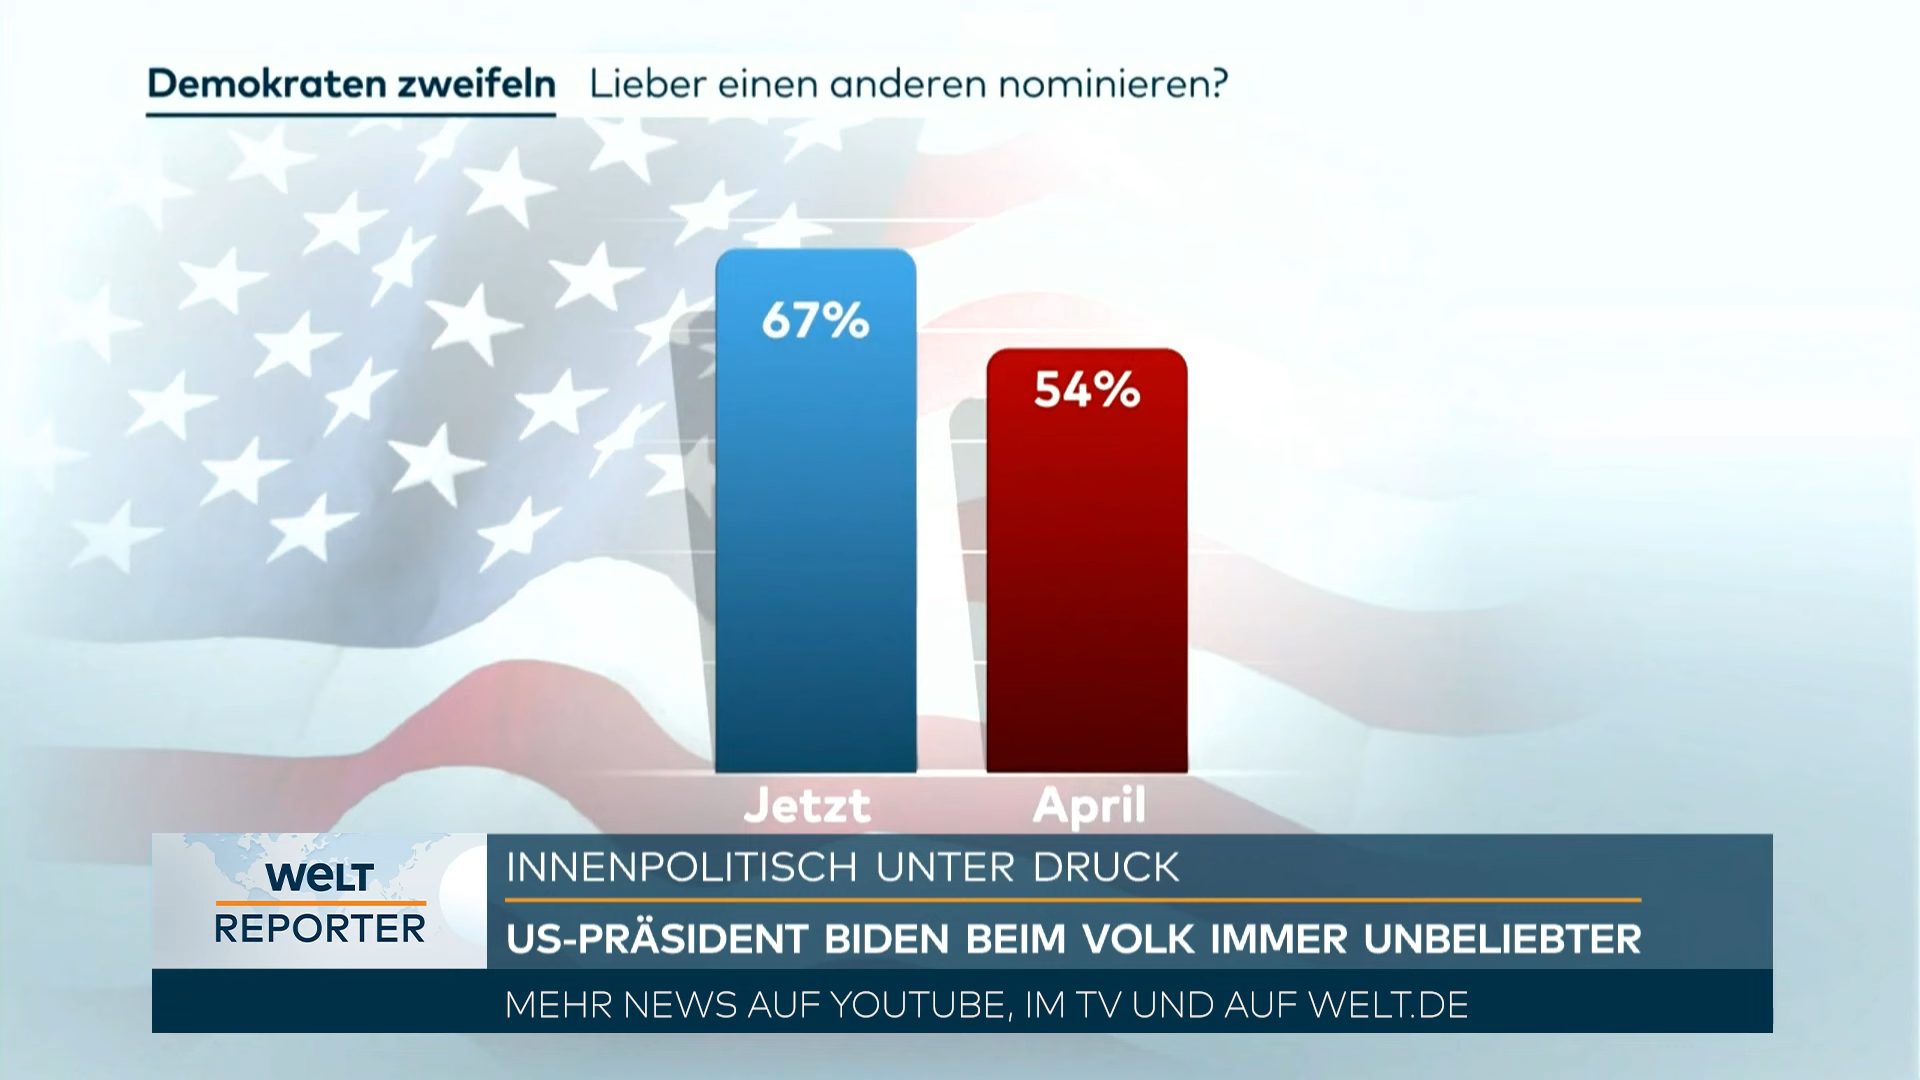 Demokraten zweifeln Lieber einen anderen nominieren?
67%
54%
Jetzt April
WELT
REPORTER
INNENPOLITISCH UNTER DRUCK
US-PRÄSIDENT BIDEN BEIM VOLK IMMER UNBELIEBTER
MEHR NEWS AUF YOUTUBE, IM TV UND AUF WELT.DE